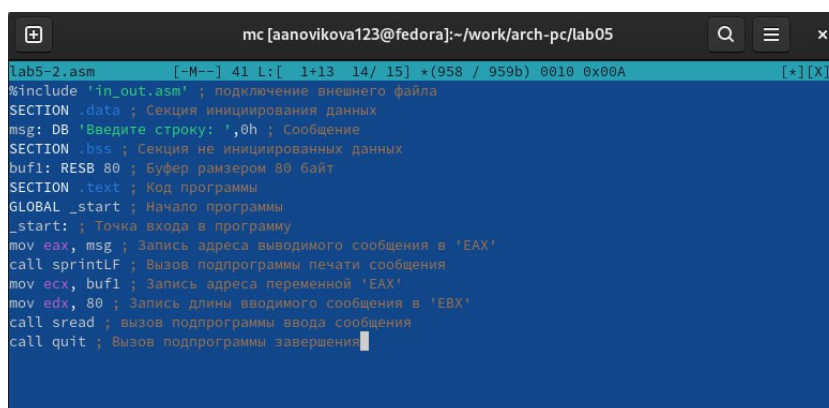 mc [aanovikova123@fedora]:~/work/arch-pc/lab05
lab5-2.asm [-M--] 41 L:[ 1+13 14/ 15] *(958 / 959b) 0010 0x00A [*][X]
%include 'in_out.asm' ; подключение внешнего файла
SECTION .data ; Секция инициирования данных
msg: DB 'Введите строку: ',0h ; Сообщение
SECTION .bss ; Секция не инициированных данных
buf1: RESB 80 ; Буфер рамзером 80 байт
SECTION .text ; Код программы
GLOBAL _start ; Начало программы
_start: ; Точка входа в программу
mov eax, msg ; Запись адреса выводимого сообщения в 'EAX'
call sprintLF ; Вызов подпрограммы печати сообщения
mov ecx, buf1 ; Запись адреса переменной 'EAX'
mov edx, 80 ; Запись длины вводимого сообщения в 'EBX'
call sread ; вызов подпрограммы ввода сообщения
call quit ; Вызов подпрограммы завершения